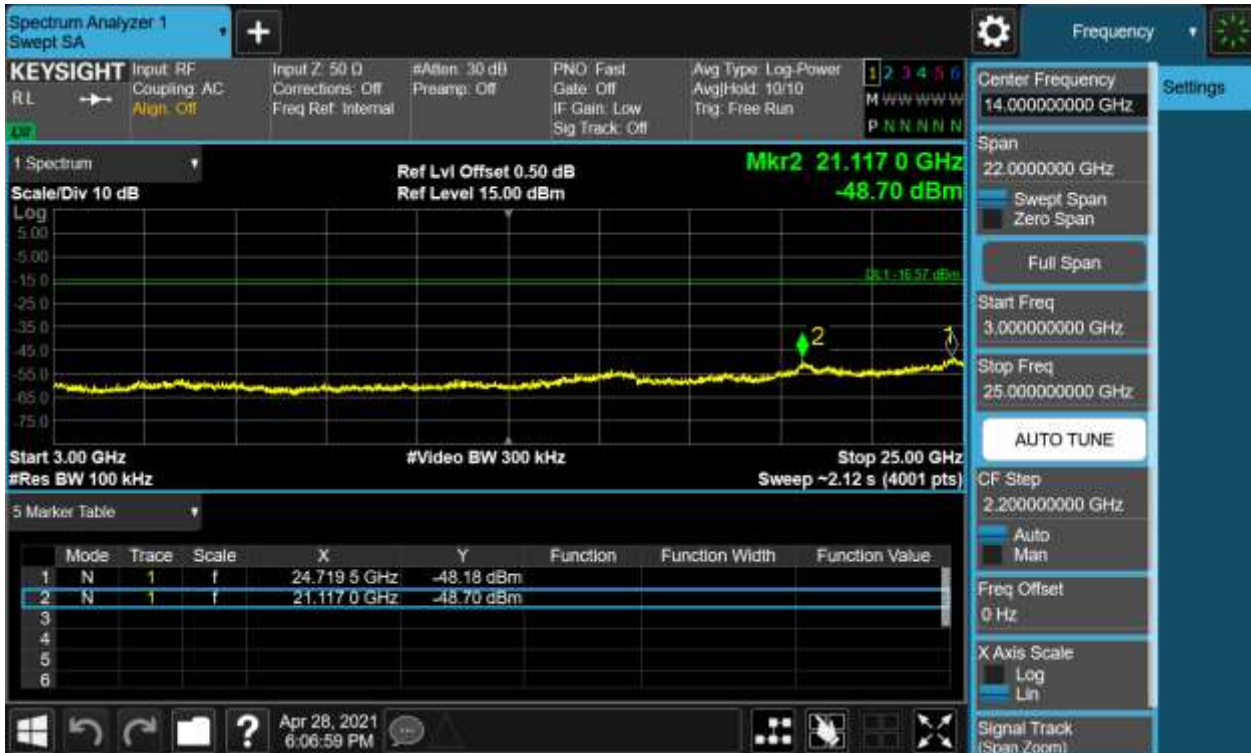 Spectrum Analyzer 1
Swept SA
+
Frequency
KEYSIGHT
RL
Input: RF
Coupling: AC
Align: Off
Input Z: 50 Ω
Corrections: Off
Freq Ref: Internal
#Atten: 30 dB
Preamp: Off
PNO: Fast
Gate: Off
IF Gain: Low
Sig Track: Off
Avg Type: Log-Power
Avg|Hold: 10/10
Trig: Free Run
1 2 3 4 5 6
M W W W W W
P N N N N N
Center Frequency
14.000000000 GHz
Settings
Span
22.0000000 GHz
Swept Span
Zero Span
Full Span
Start Freq
3.000000000 GHz
Stop Freq
25.000000000 GHz
AUTO TUNE
CF Step
2.200000000 GHz
Auto
Man
Freq Offset
0 Hz
X Axis Scale
Log
Lin
Signal Track
(Span Zoom)
1 Spectrum
Scale/Div 10 dB
Ref Lvl Offset 0.50 dB
Ref Level 15.00 dBm
Mkr2 21.117 0 GHz
-48.70 dBm
Log
5.00
-5.00
-15.0
-25.0
-35.0
-45.0
-55.0
-65.0
-75.0
DL1 -16.57 dBm
2
1
Start 3.00 GHz
#Video BW 300 kHz
Stop 25.00 GHz
#Res BW 100 kHz
Sweep ~2.12 s (4001 pts)
5 Marker Table
Mode Trace Scale X Y Function Function Width Function Value
1 N 1 f 24.719 5 GHz -48.18 dBm
2 N 1 f 21.117 0 GHz -48.70 dBm
3
4
5
6
?
Apr 28, 2021
6:06:59 PM